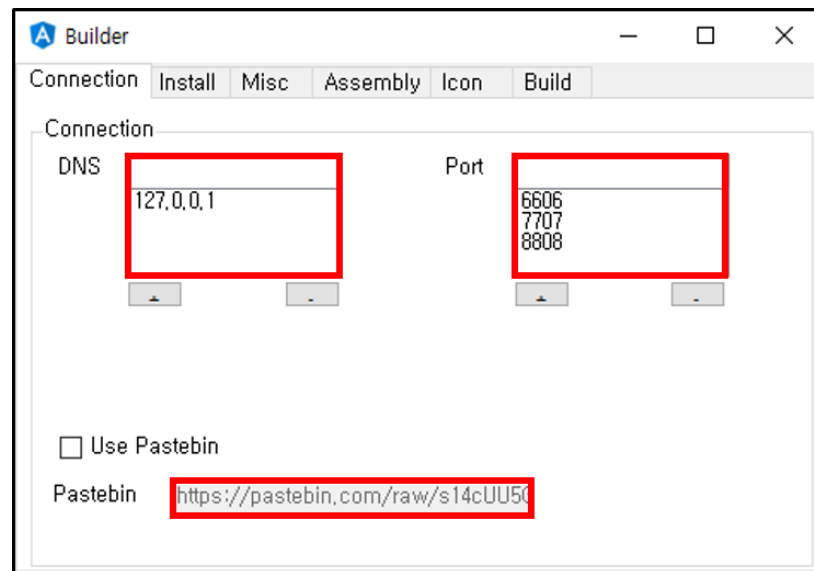 Builder
Connection Install Misc Assembly Icon Build
Connection
DNS Port
127.0.0.1 6606
7707
8808
+ - + -
Use Pastebin
Pastebin https://pastebin.com/raw/s14cUU5G